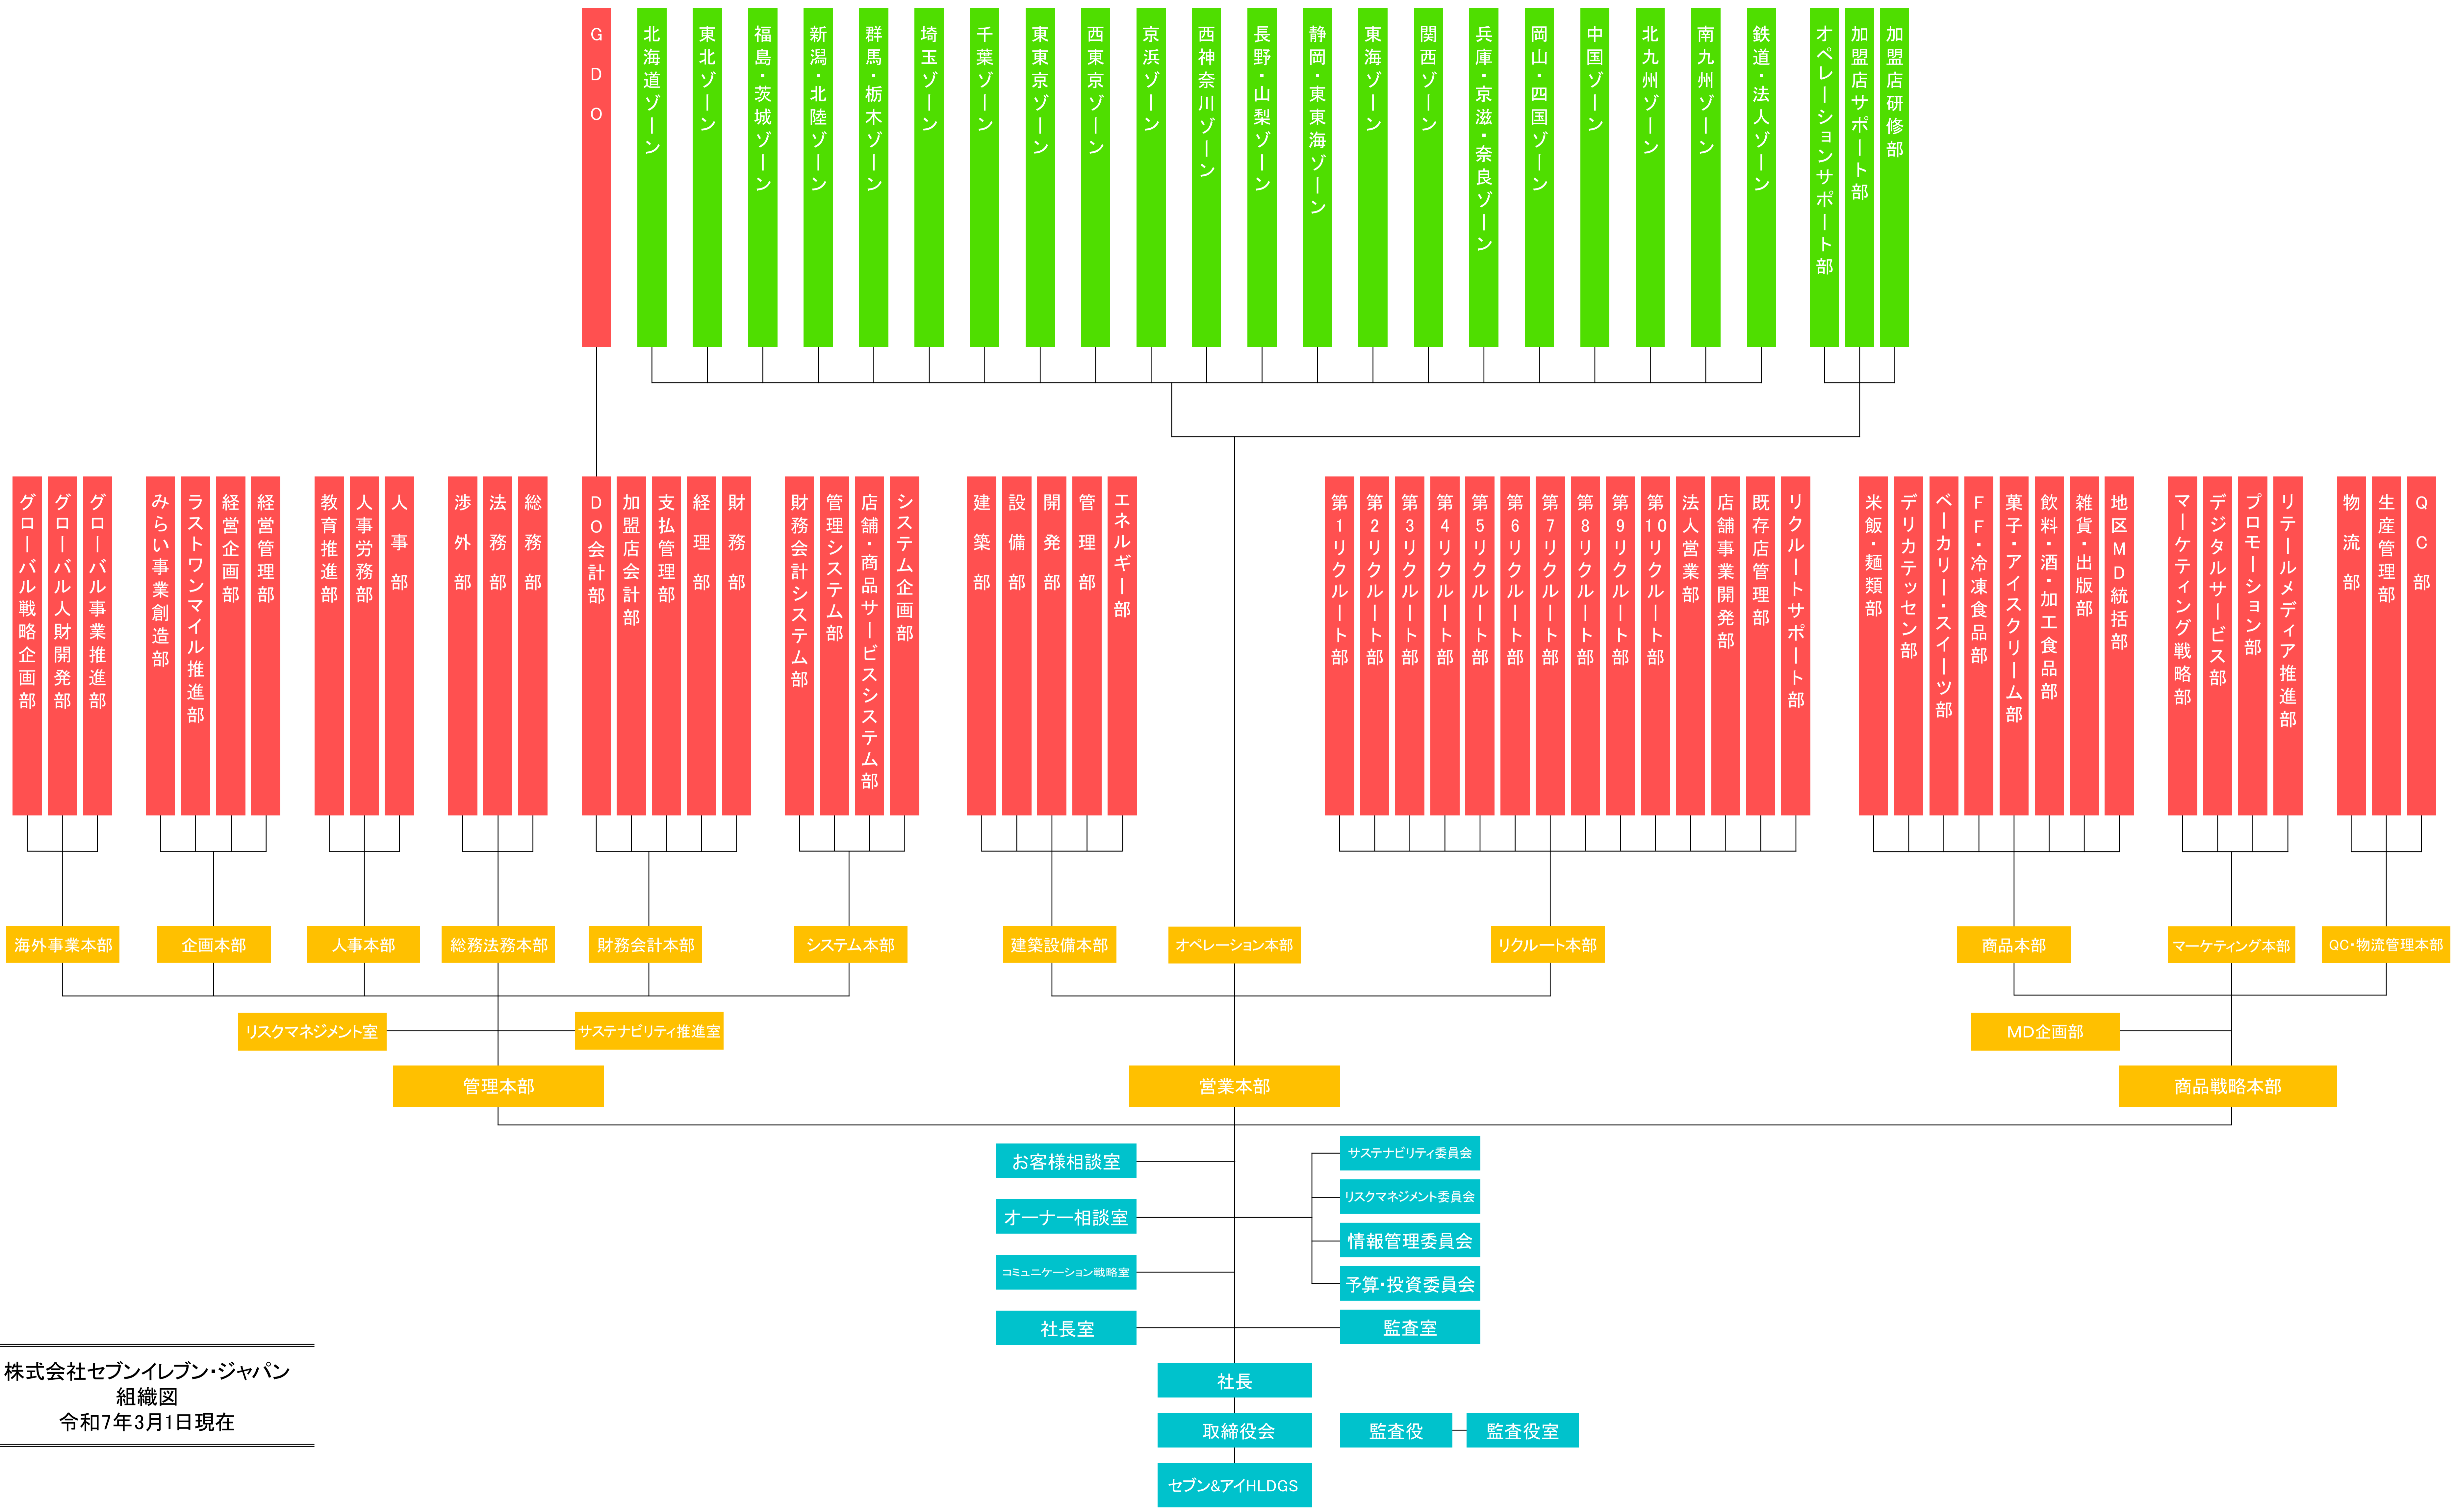 GDO
北海道ゾーン
東北ゾーン
福島・茨城ゾーン
新潟・北陸ゾーン
群馬・栃木ゾーン
埼玉ゾーン
千葉ゾーン
東東京ゾーン
西東京ゾーン
京浜ゾーン
西神奈川ゾーン
長野・山梨ゾーン
静岡・東東海ゾーン
東海ゾーン
関西ゾーン
兵庫・京滋・奈良ゾーン
岡山・四国ゾーン
中国ゾーン
北九州ゾーン
南九州ゾーン
鉄道・法人ゾーン
オペレーションサポート部
加盟店サポート部
加盟店研修部
グローバル戦略企画部
グローバル人財開発部
グローバル事業推進部
みらい事業創造部
ラストワンマイル推進部
経営企画部
経営管理部
教育推進部
人事労務部
人事部
渉外部
法務部
総務部
DO会計部
加盟店会計部
支払管理部
経理部
財務部
財務会計システム部
管理システム部
店舗・商品サービスシステム部
システム企画部
建築部
設備部
開発部
管理部
エネルギー部
第1リクルート部
第2リクルート部
第3リクルート部
第4リクルート部
第5リクルート部
第6リクルート部
第7リクルート部
第8リクルート部
第9リクルート部
第10リクルート部
法人営業部
店舗事業開発部
既存店管理部
リクルートサポート部
米飯・麺類部
デリカテッセン部
ベーカリー・スイーツ部
FF・冷凍食品部
菓子・アイスクリーム部
飲料・酒・加工食品部
雑貨・出版部
地区MD統括部
マーケティング戦略部
デジタルサービス部
プロモーション部
リテールメディア推進部
物流部
生産管理部
QC部
海外事業本部
企画本部
人事本部
総務法務本部
財務会計本部
システム本部
建築設備本部
オペレーション本部
リクルート本部
商品本部
マーケティング本部
QC・物流管理本部
リスクマネジメント室
サステナビリティ推進室
MD企画部
管理本部
営業本部
商品戦略本部
お客様相談室
オーナー相談室
コミュニケーション戦略室
社長室
サステナビリティ委員会
リスクマネジメント委員会
情報管理委員会
予算・投資委員会
監査室
社長
取締役会
監査役
監査役室
セブン&アイHLDGS
株式会社セブンイレブン・ジャパン
組織図
令和7年3月1日現在